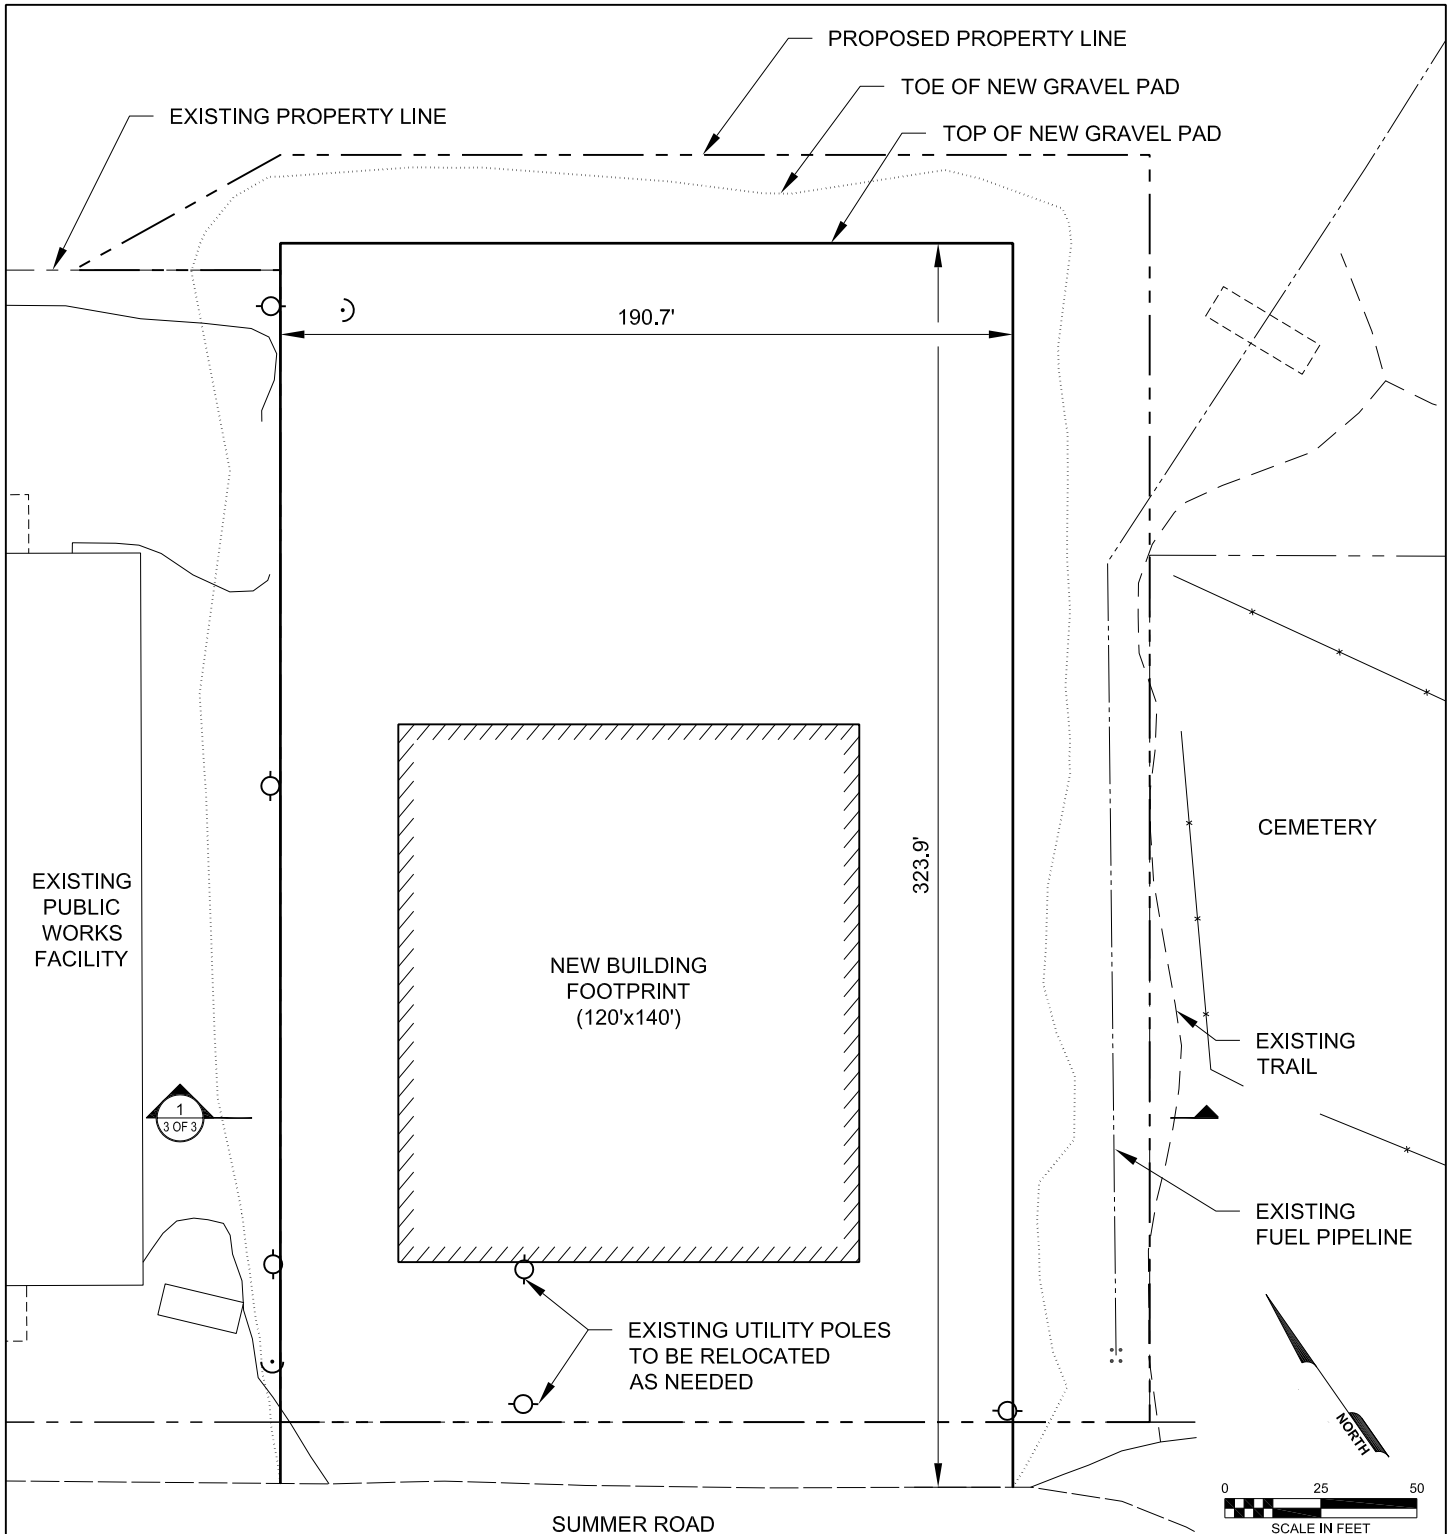 PROPOSED PROPERTY LINE
TOE OF NEW GRAVEL PAD
EXISTING PROPERTY LINE
TOP OF NEW GRAVEL PAD
190.7'
323.9'
CEMETERY
EXISTING
PUBLIC
WORKS
FACILITY
NEW BUILDING
FOOTPRINT
(120'x140')
EXISTING
TRAIL
1
3 OF 3
EXISTING
FUEL PIPELINE
EXISTING UTILITY POLES
TO BE RELOCATED
AS NEEDED
NORTH
0 25 50
SCALE IN FEET
SUMMER ROAD